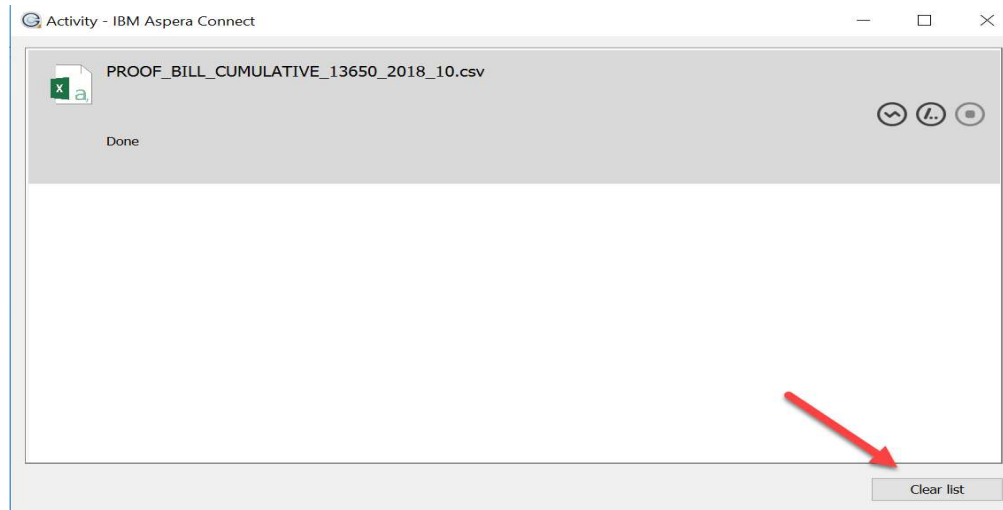 Activity - IBM Aspera Connect
PROOF_BILL_CUMULATIVE_13650_2018_10.csv
Done
Clear list